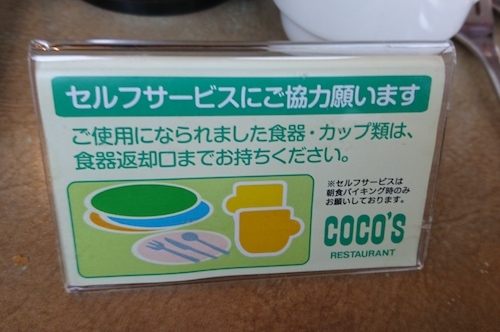 セルフサービスにご協力願います
ご使用になられました食器・カップ類は、
食器返却口までお持ちください。
※セルフサービスは
朝食バイキング時のみ
お願いしております。
COCO'S
RESTAURANT